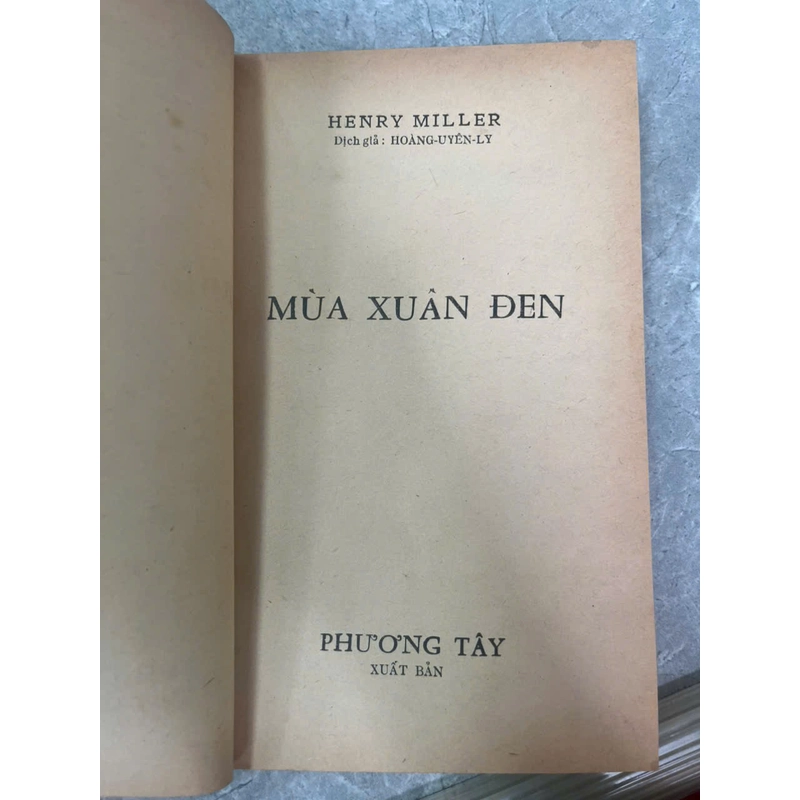 HENRY MILLER
Dịch giả : HOÀNG-UYÊN-LY
MÙA XUÂN ĐEN
PHƯƠNG TÂY
XUẤT BẢN